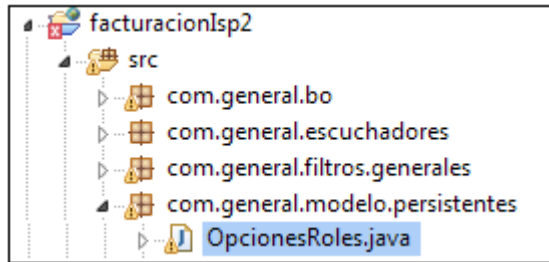 facturacionIsp2
src
com.general.bo
com.general.escuchadores
com.general.filtros.generales
com.general.modelo.persistentes
OpcionesRoles.java